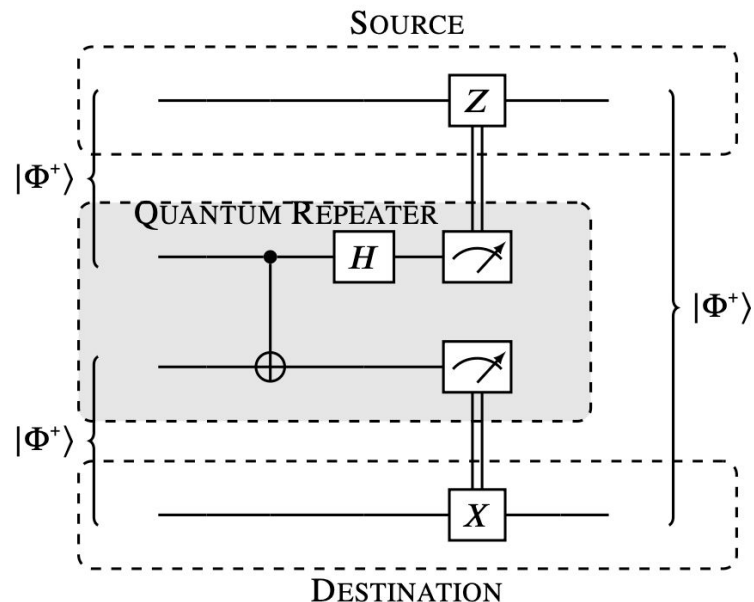 SOURCE
Z
|Φ⁺⟩
QUANTUM REPEATER
H
|Φ⁺⟩
|Φ⁺⟩
X
DESTINATION